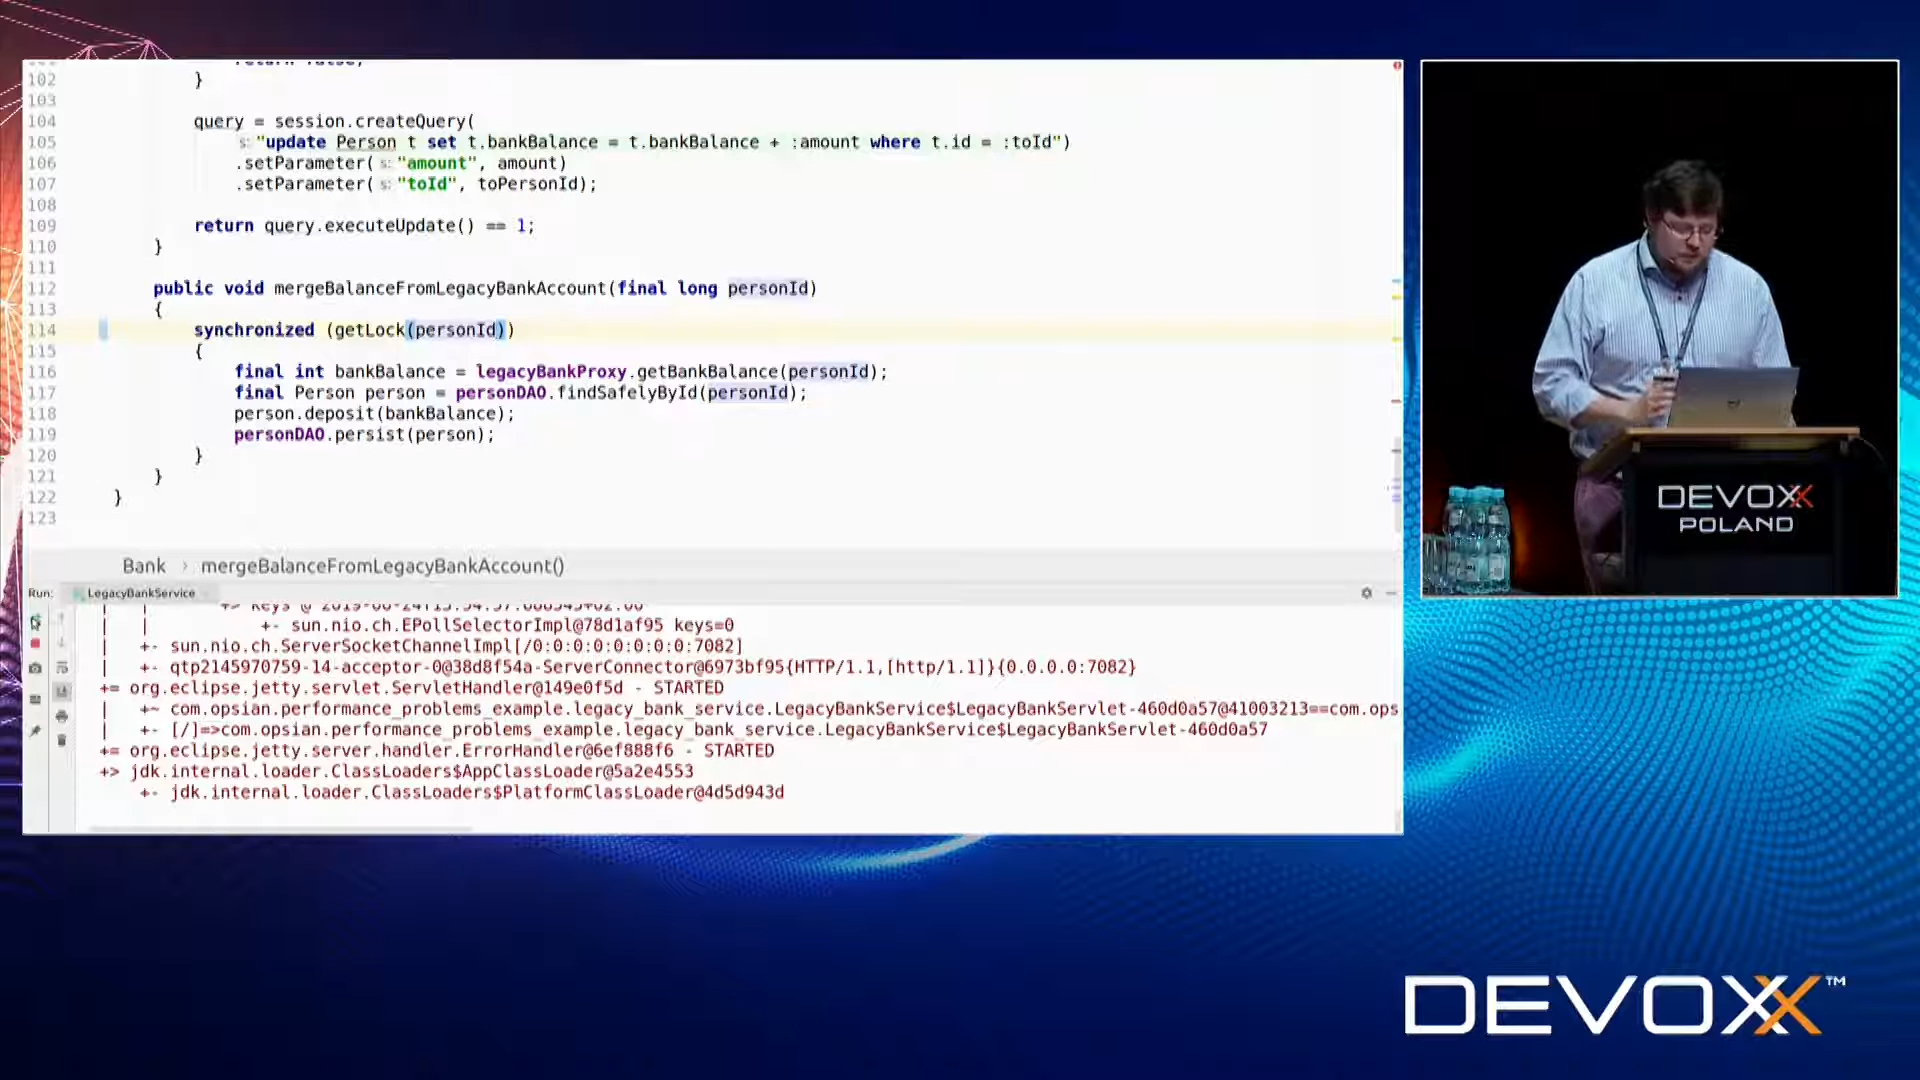 102 }
103
104 query = session.createQuery(
105 s: "update Person t set t.bankBalance = t.bankBalance + :amount where t.id = :toId")
106 .setParameter( s: "amount", amount)
107 .setParameter( s: "toId", toPersonId);
108
109 return query.executeUpdate() == 1;
110 }
111
112 public void mergeBalanceFromLegacyBankAccount(final long personId)
113 {
114 synchronized (getLock(personId))
115 {
116 final int bankBalance = legacyBankProxy.getBankBalance(personId);
117 final Person person = personDAO.findSafelyById(personId);
118 person.deposit(bankBalance);
119 personDAO.persist(person);
120 }
121 }
122 }
123
Bank › mergeBalanceFromLegacyBankAccount()
Run: LegacyBankService
| | +- sun.nio.ch.EPollSelectorImpl@78d1af95 keys=0
| +- sun.nio.ch.ServerSocketChannelImpl[/0:0:0:0:0:0:0:0:7082]
| +- qtp2145970759-14-acceptor-0@38d8f54a-ServerConnector@6973bf95{HTTP/1.1,[http/1.1]}{0.0.0.0:7082}
+= org.eclipse.jetty.servlet.ServletHandler@149e0f5d - STARTED
| +~ com.opsian.performance_problems_example.legacy_bank_service.LegacyBankService$LegacyBankServlet-460d0a57@41003213==com.ops
| +- [/]=>com.opsian.performance_problems_example.legacy_bank_service.LegacyBankService$LegacyBankServlet-460d0a57
+= org.eclipse.jetty.server.handler.ErrorHandler@6ef888f6 - STARTED
+> jdk.internal.loader.ClassLoaders$AppClassLoader@5a2e4553
+- jdk.internal.loader.ClassLoaders$PlatformClassLoader@4d5d943d
DEVOXX
POLAND
DEVOXX™